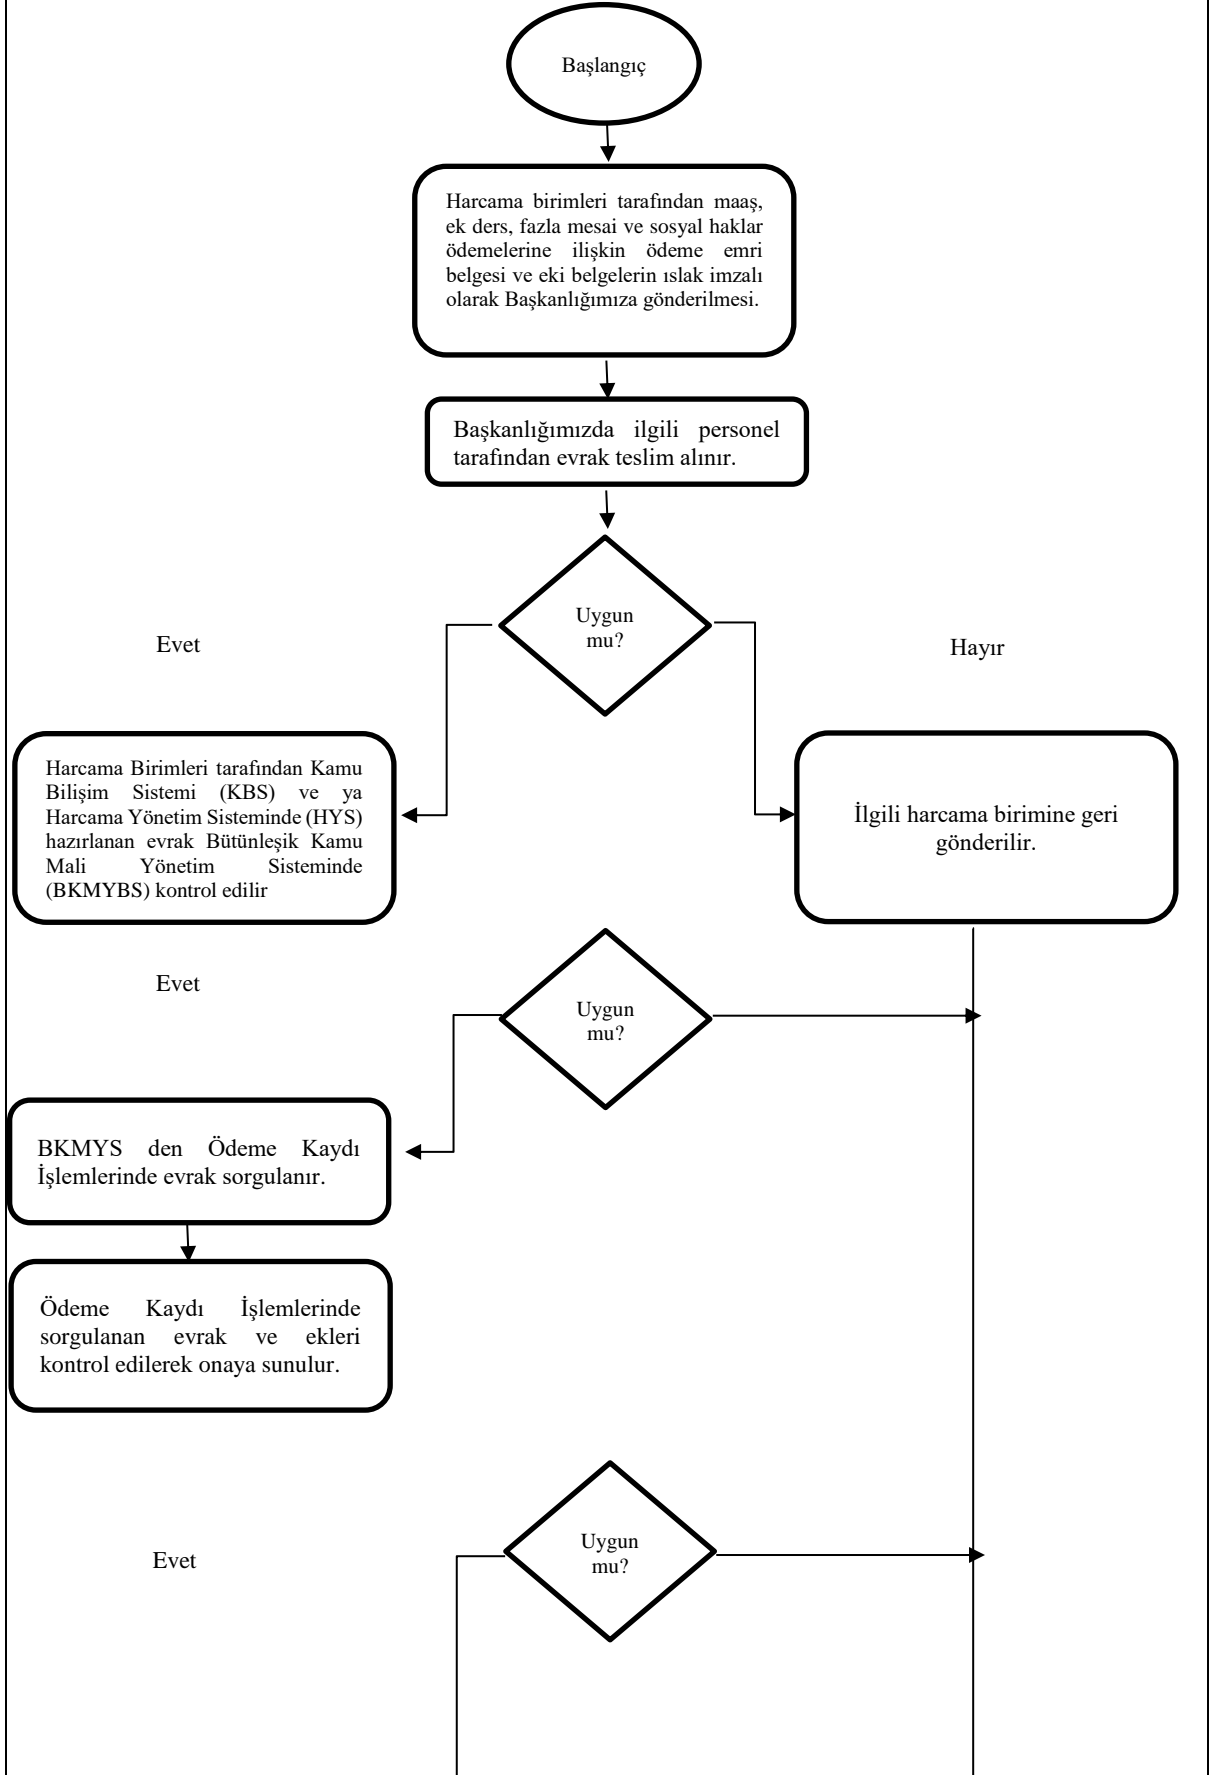 Başlangıç
Harcama birimleri tarafından maaş,
ek ders, fazla mesai ve sosyal haklar
ödemelerine ilişkin ödeme emri
belgesi ve eki belgelerin ıslak imzalı
olarak Başkanlığımıza gönderilmesi.
Başkanlığımızda ilgili personel
tarafından evrak teslim alınır.
Uygun
mu?
Evet
Hayır
Harcama Birimleri tarafından Kamu
Bilişim Sistemi (KBS) ve ya
Harcama Yönetim Sisteminde (HYS)
hazırlanan evrak Bütünleşik Kamu
Mali Yönetim Sisteminde
(BKMYBS) kontrol edilir
İlgili harcama birimine geri
gönderilir.
Evet
Uygun
mu?
BKMYS den Ödeme Kaydı
İşlemlerinde evrak sorgulanır.
Ödeme Kaydı İşlemlerinde
sorgulanan evrak ve ekleri
kontrol edilerek onaya sunulur.
Uygun
mu?
Evet